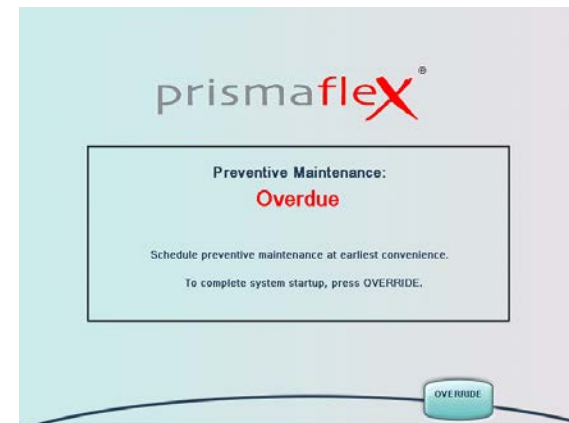 prismaflex®
Preventive Maintenance:
Overdue
Schedule preventive maintenance at earliest convenience.
To complete system startup, press OVERRIDE.
OVERRIDE